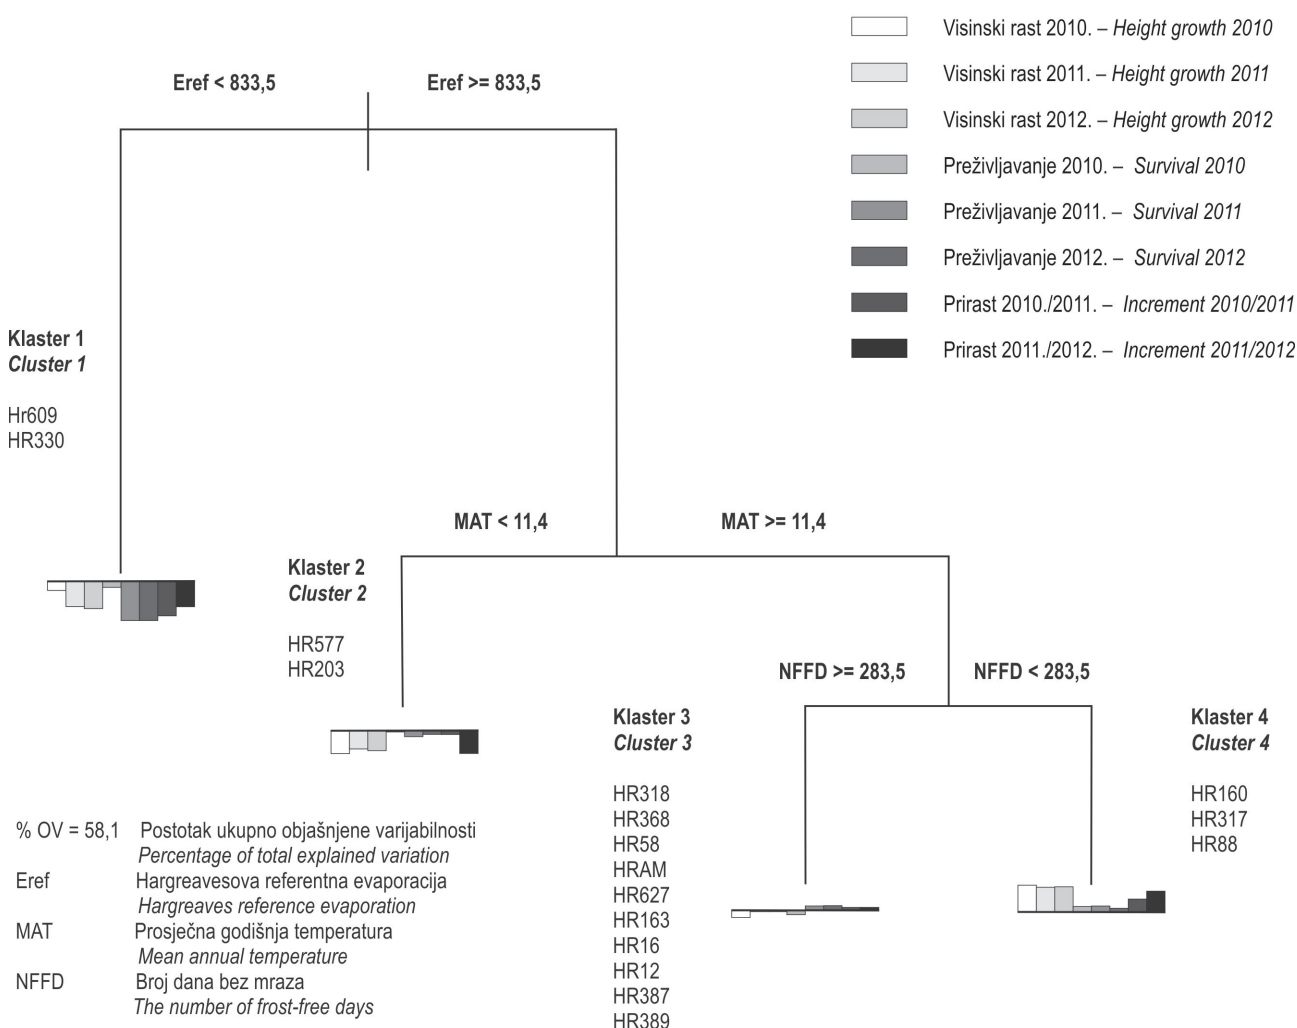 Visinski rast 2010. – Height growth 2010
Visinski rast 2011. – Height growth 2011
Visinski rast 2012. – Height growth 2012
Preživljavanje 2010. – Survival 2010
Preživljavanje 2011. – Survival 2011
Preživljavanje 2012. – Survival 2012
Prirast 2010./2011. – Increment 2010/2011
Prirast 2011./2012. – Increment 2011/2012
Eref < 833,5
Eref >= 833,5
Klaster 1
Cluster 1
Hr609
HR330
MAT < 11,4
MAT >= 11,4
Klaster 2
Cluster 2
HR577
HR203
NFFD >= 283,5
NFFD < 283,5
Klaster 3
Cluster 3
HR318
HR368
HR58
HRAM
HR627
HR163
HR16
HR12
HR387
HR389
Klaster 4
Cluster 4
HR160
HR317
HR88
% OV = 58,1 Postotak ukupno objašnjene varijabilnosti
Percentage of total explained variation
Eref Hargreavesova referentna evaporacija
Hargreaves reference evaporation
MAT Prosječna godišnja temperatura
Mean annual temperature
NFFD Broj dana bez mraza
The number of frost-free days